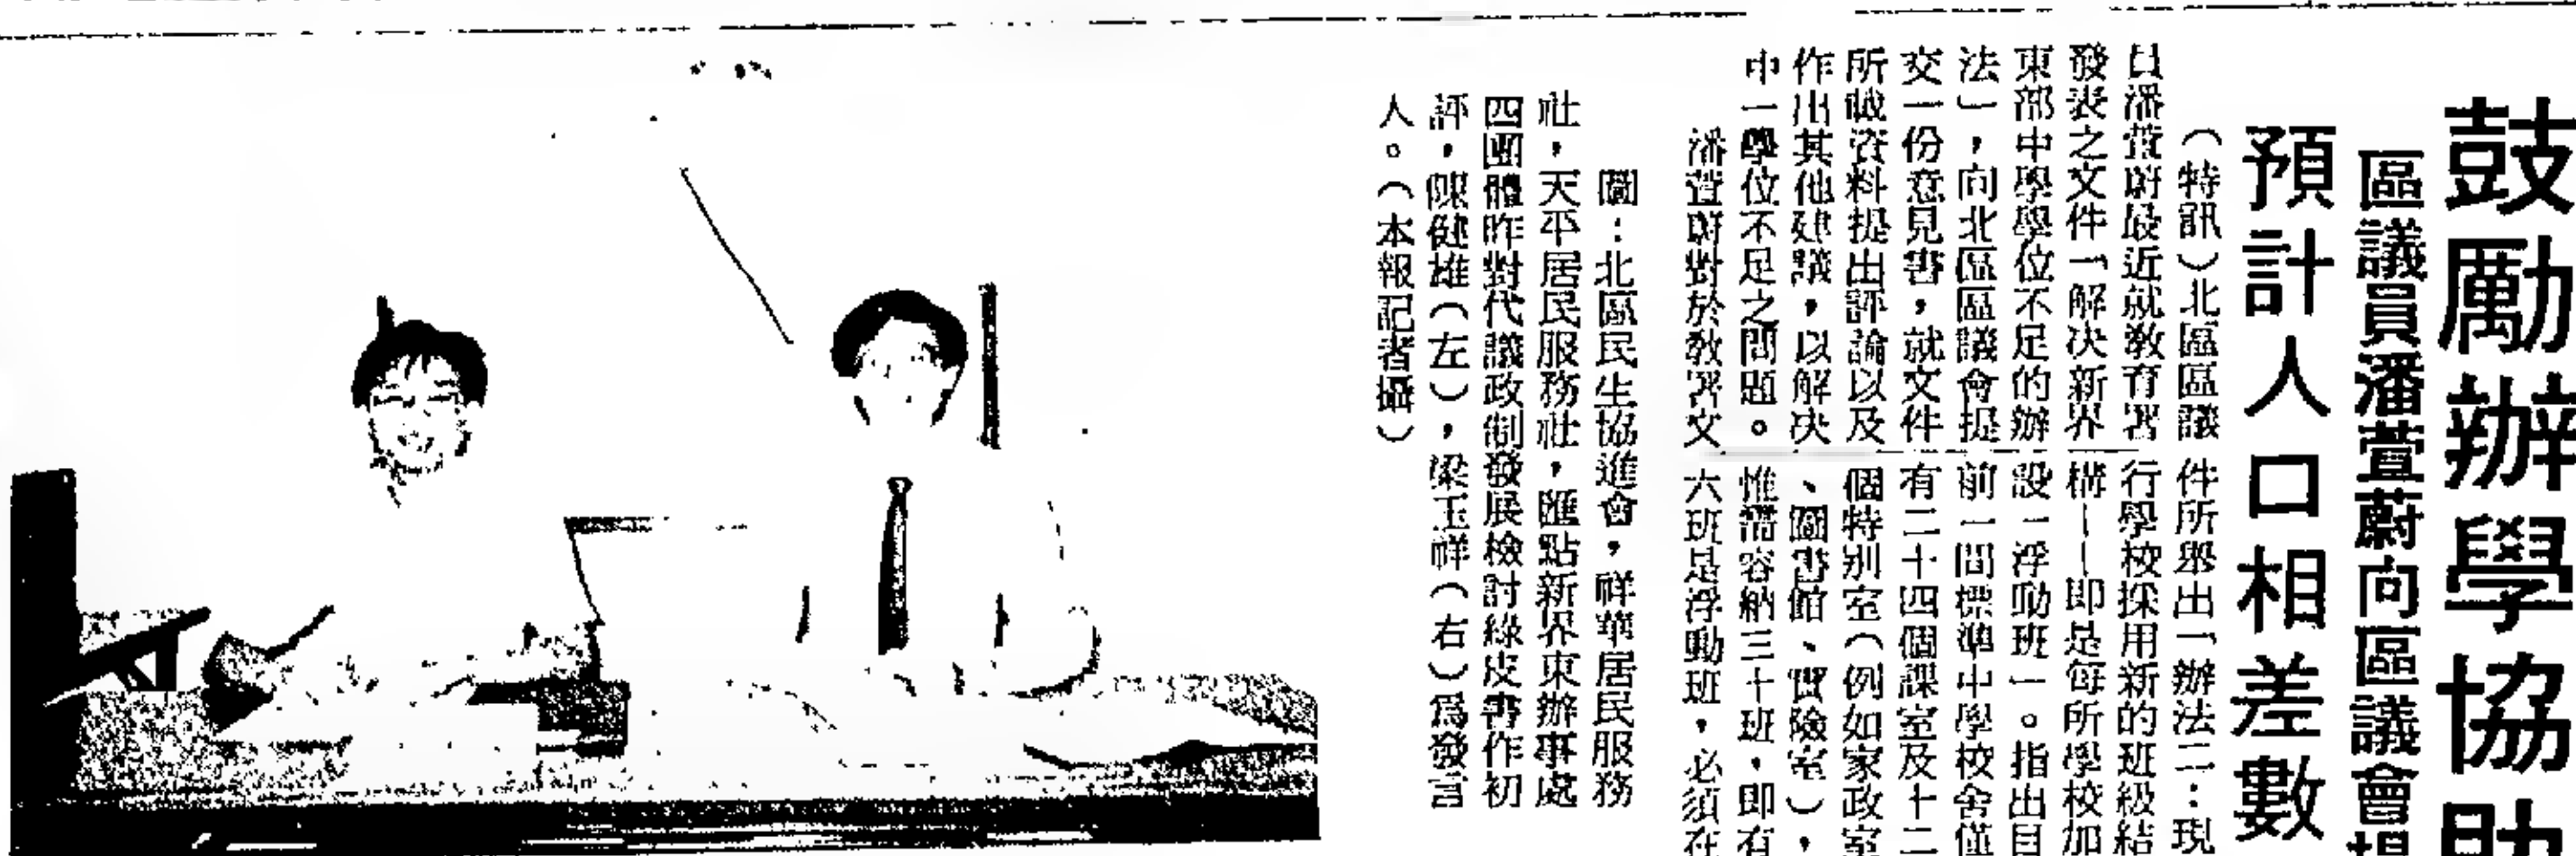 鼓勵辦學協助
區議員潘萱蔚向區議會提
預計人口相差數
（特訊）北區區議
員潘萱蔚最近就教育署
發表之文件「解決新界
東部中學學位不足的辦
法」，向北區區議會提
交一份意見書，就文件
所載資料提出評論以及
作出其他建議，以解決
中一學位不足之問題。
潘萱蔚對於教署文
件所舉出「辦法二：現
行學校採用新的班級結
構——即是每所學校加
設一浮動班」。指出目
前一間標準中學校舍僅
有二十四個課室及十二
個特別室（例如家政室
、圖書館、實驗室），
惟需容納三十班，即有
六班是浮動班，必須在
圖：北區民生協進會，祥華居民服務
社，天平居民服務社，匯點新界東辦事處
四團體昨對代議政制發展檢討綠皮書作初
評，陳健雄（左），梁玉祥（右）為發言
人。（本報記者攝）